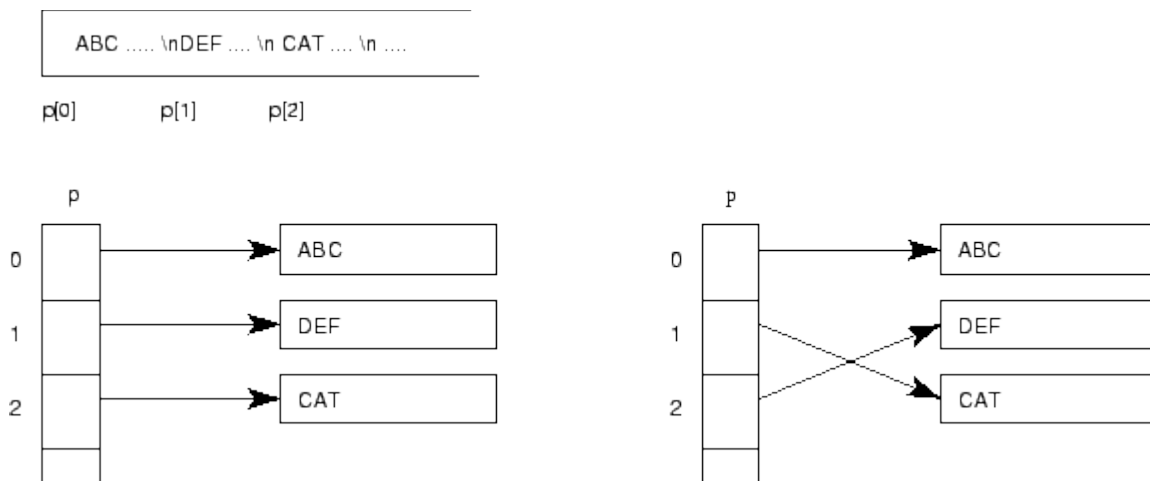 ABC ..... \nDEF .... \n CAT .... \n ....
p[0] p[1] p[2]
p
0 ABC
1 DEF
2 CAT
p
0 ABC
1 DEF
2 CAT